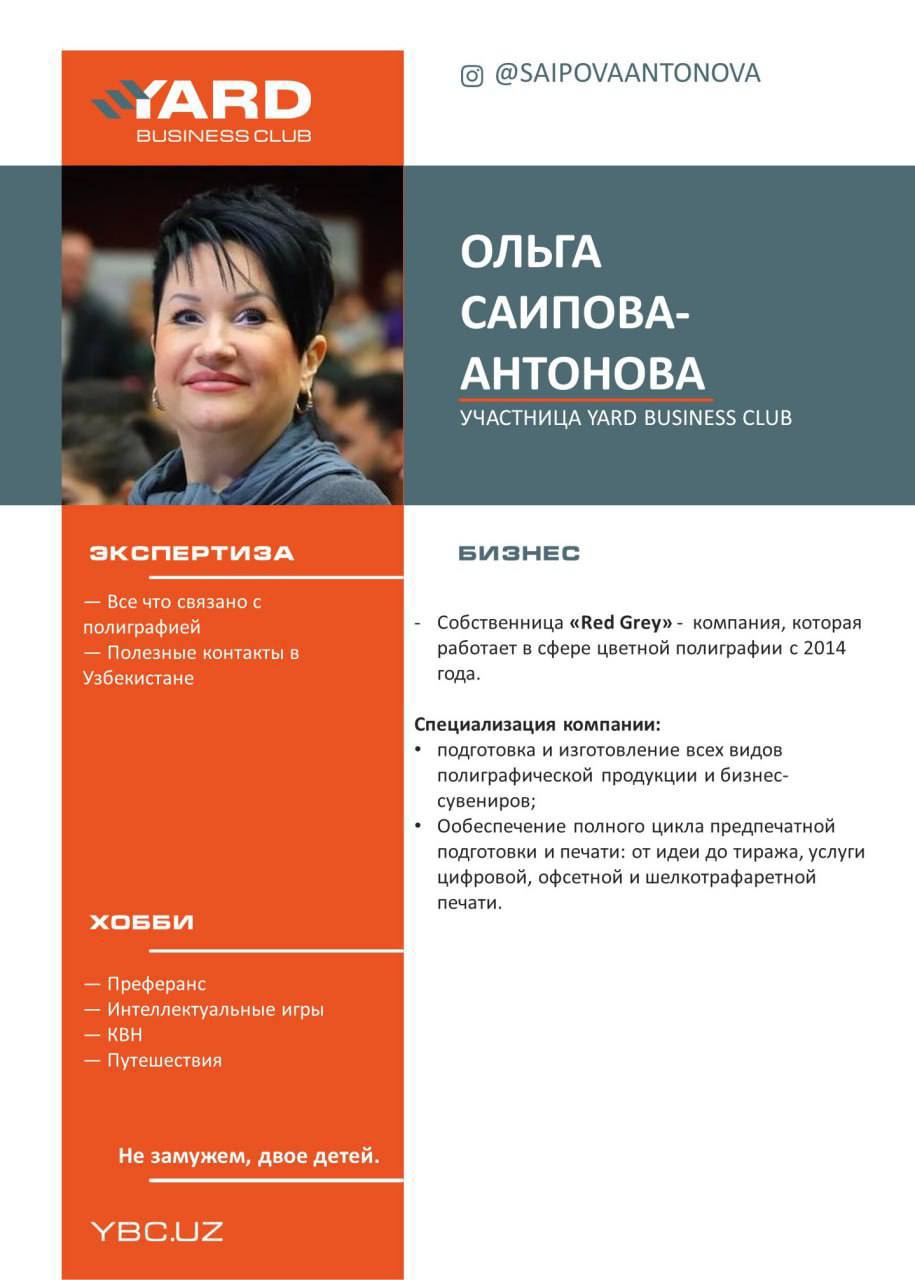 YARD
BUSINESS CLUB
@SAIPOVAANTONOVA
ОЛЬГА
САИПОВА-
АНТОНОВА
УЧАСТНИЦА YARD BUSINESS CLUB
ЭКСПЕРТИЗА
— Все что связано с
полиграфией
— Полезные контакты в
Узбекистане
ХОББИ
— Преферанс
— Интеллектуальные игры
— КВН
— Путешествия
Не замужем, двое детей.
YBC.UZ
БИЗНЕС
- Собственница «Red Grey» - компания, которая
работает в сфере цветной полиграфии с 2014
года.
Специализация компании:
• подготовка и изготовление всех видов
полиграфической продукции и бизнес-
сувениров;
• Ообеспечение полного цикла предпечатной
подготовки и печати: от идеи до тиража, услуги
цифровой, офсетной и шелкотрафаретной
печати.